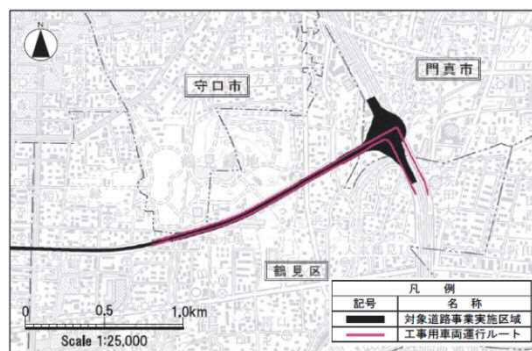 N
守口市
門真市
鶴見区
0 0.5 1.0km
Scale 1:25,000
凡 例
記号 名 称
対象道路事業実施区域
工事用車両運行ルート